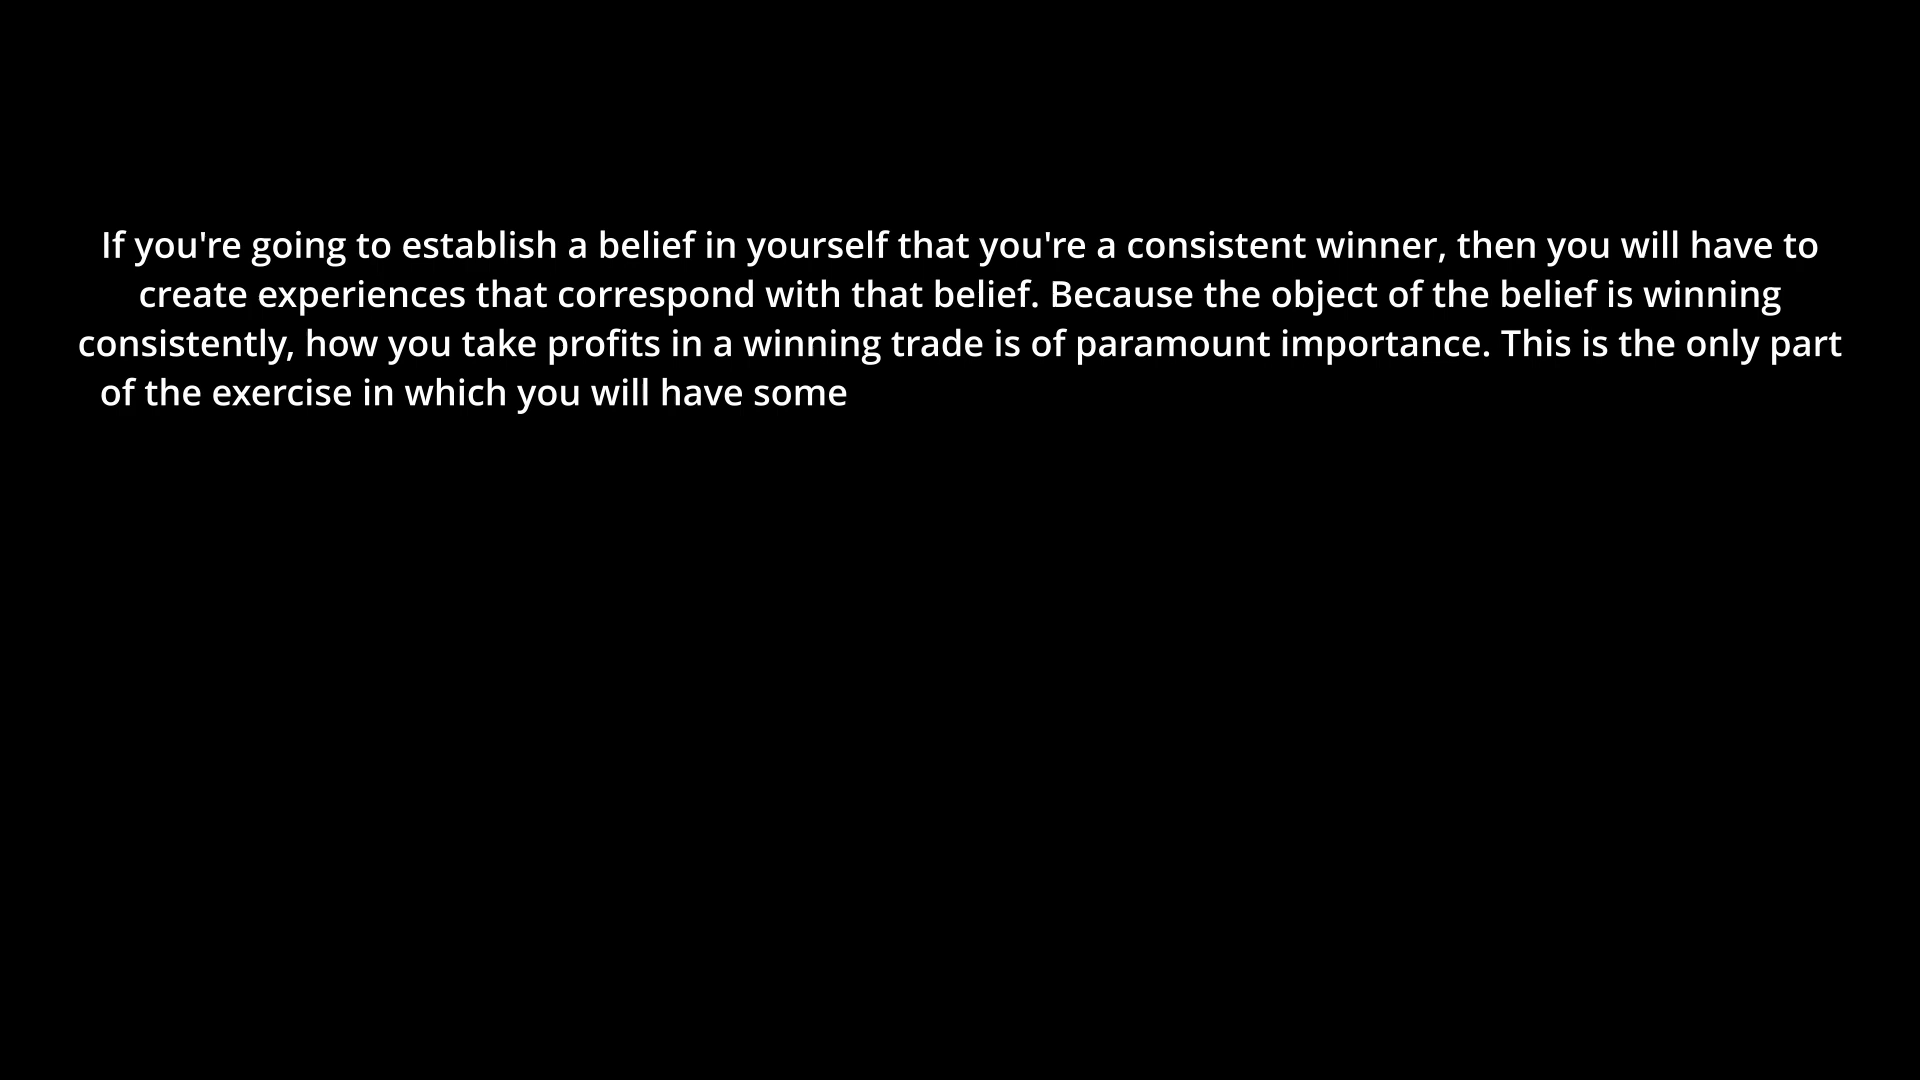 If you're going to establish a belief in yourself that you're a consistent winner, then you will have to
create experiences that correspond with that belief. Because the object of the belief is winning
consistently, how you take profits in a winning trade is of paramount importance. This is the only part
of the exercise in which you will have some